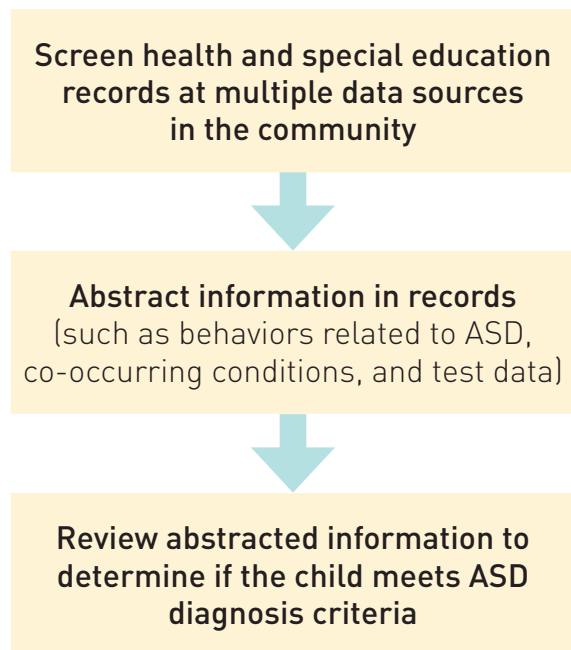 Screen health and special education
records at multiple data sources
in the community
Abstract information in records
(such as behaviors related to ASD,
co-occurring conditions, and test data)
Review abstracted information to
determine if the child meets ASD
diagnosis criteria